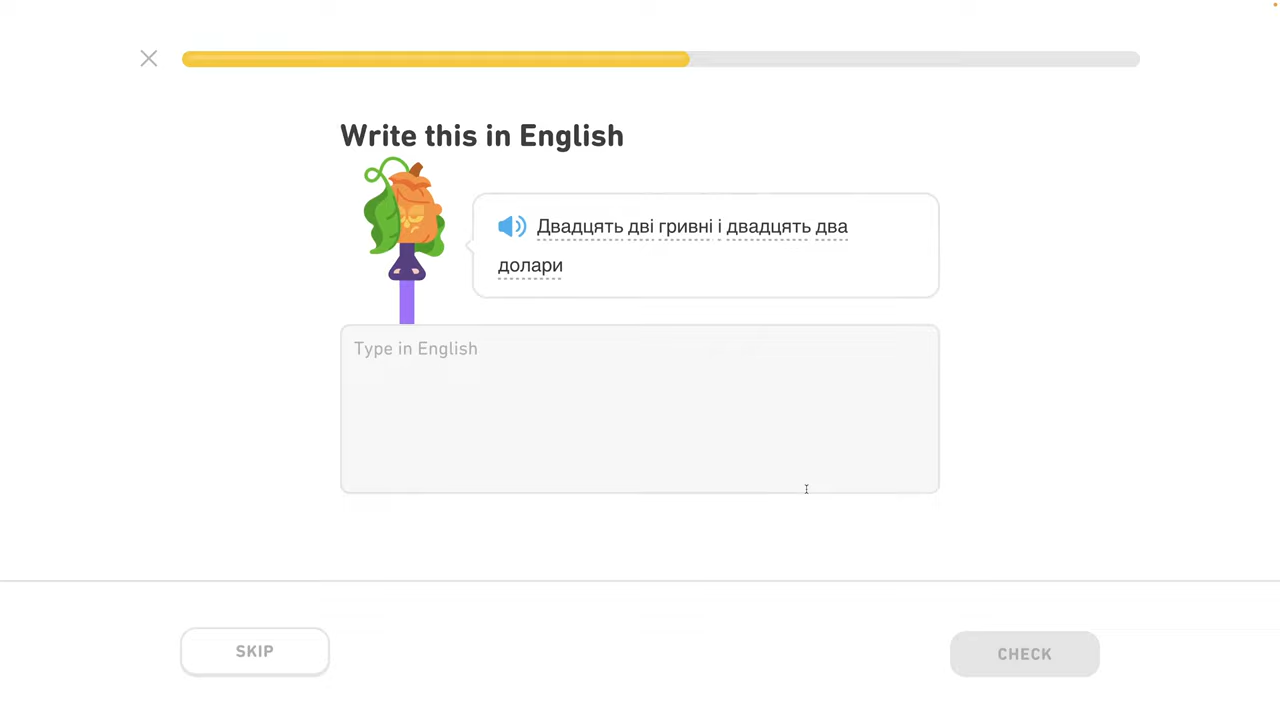 Write this in English
Двадцять дві гривні і двадцять два
долари
Type in English
SKIP
CHECK